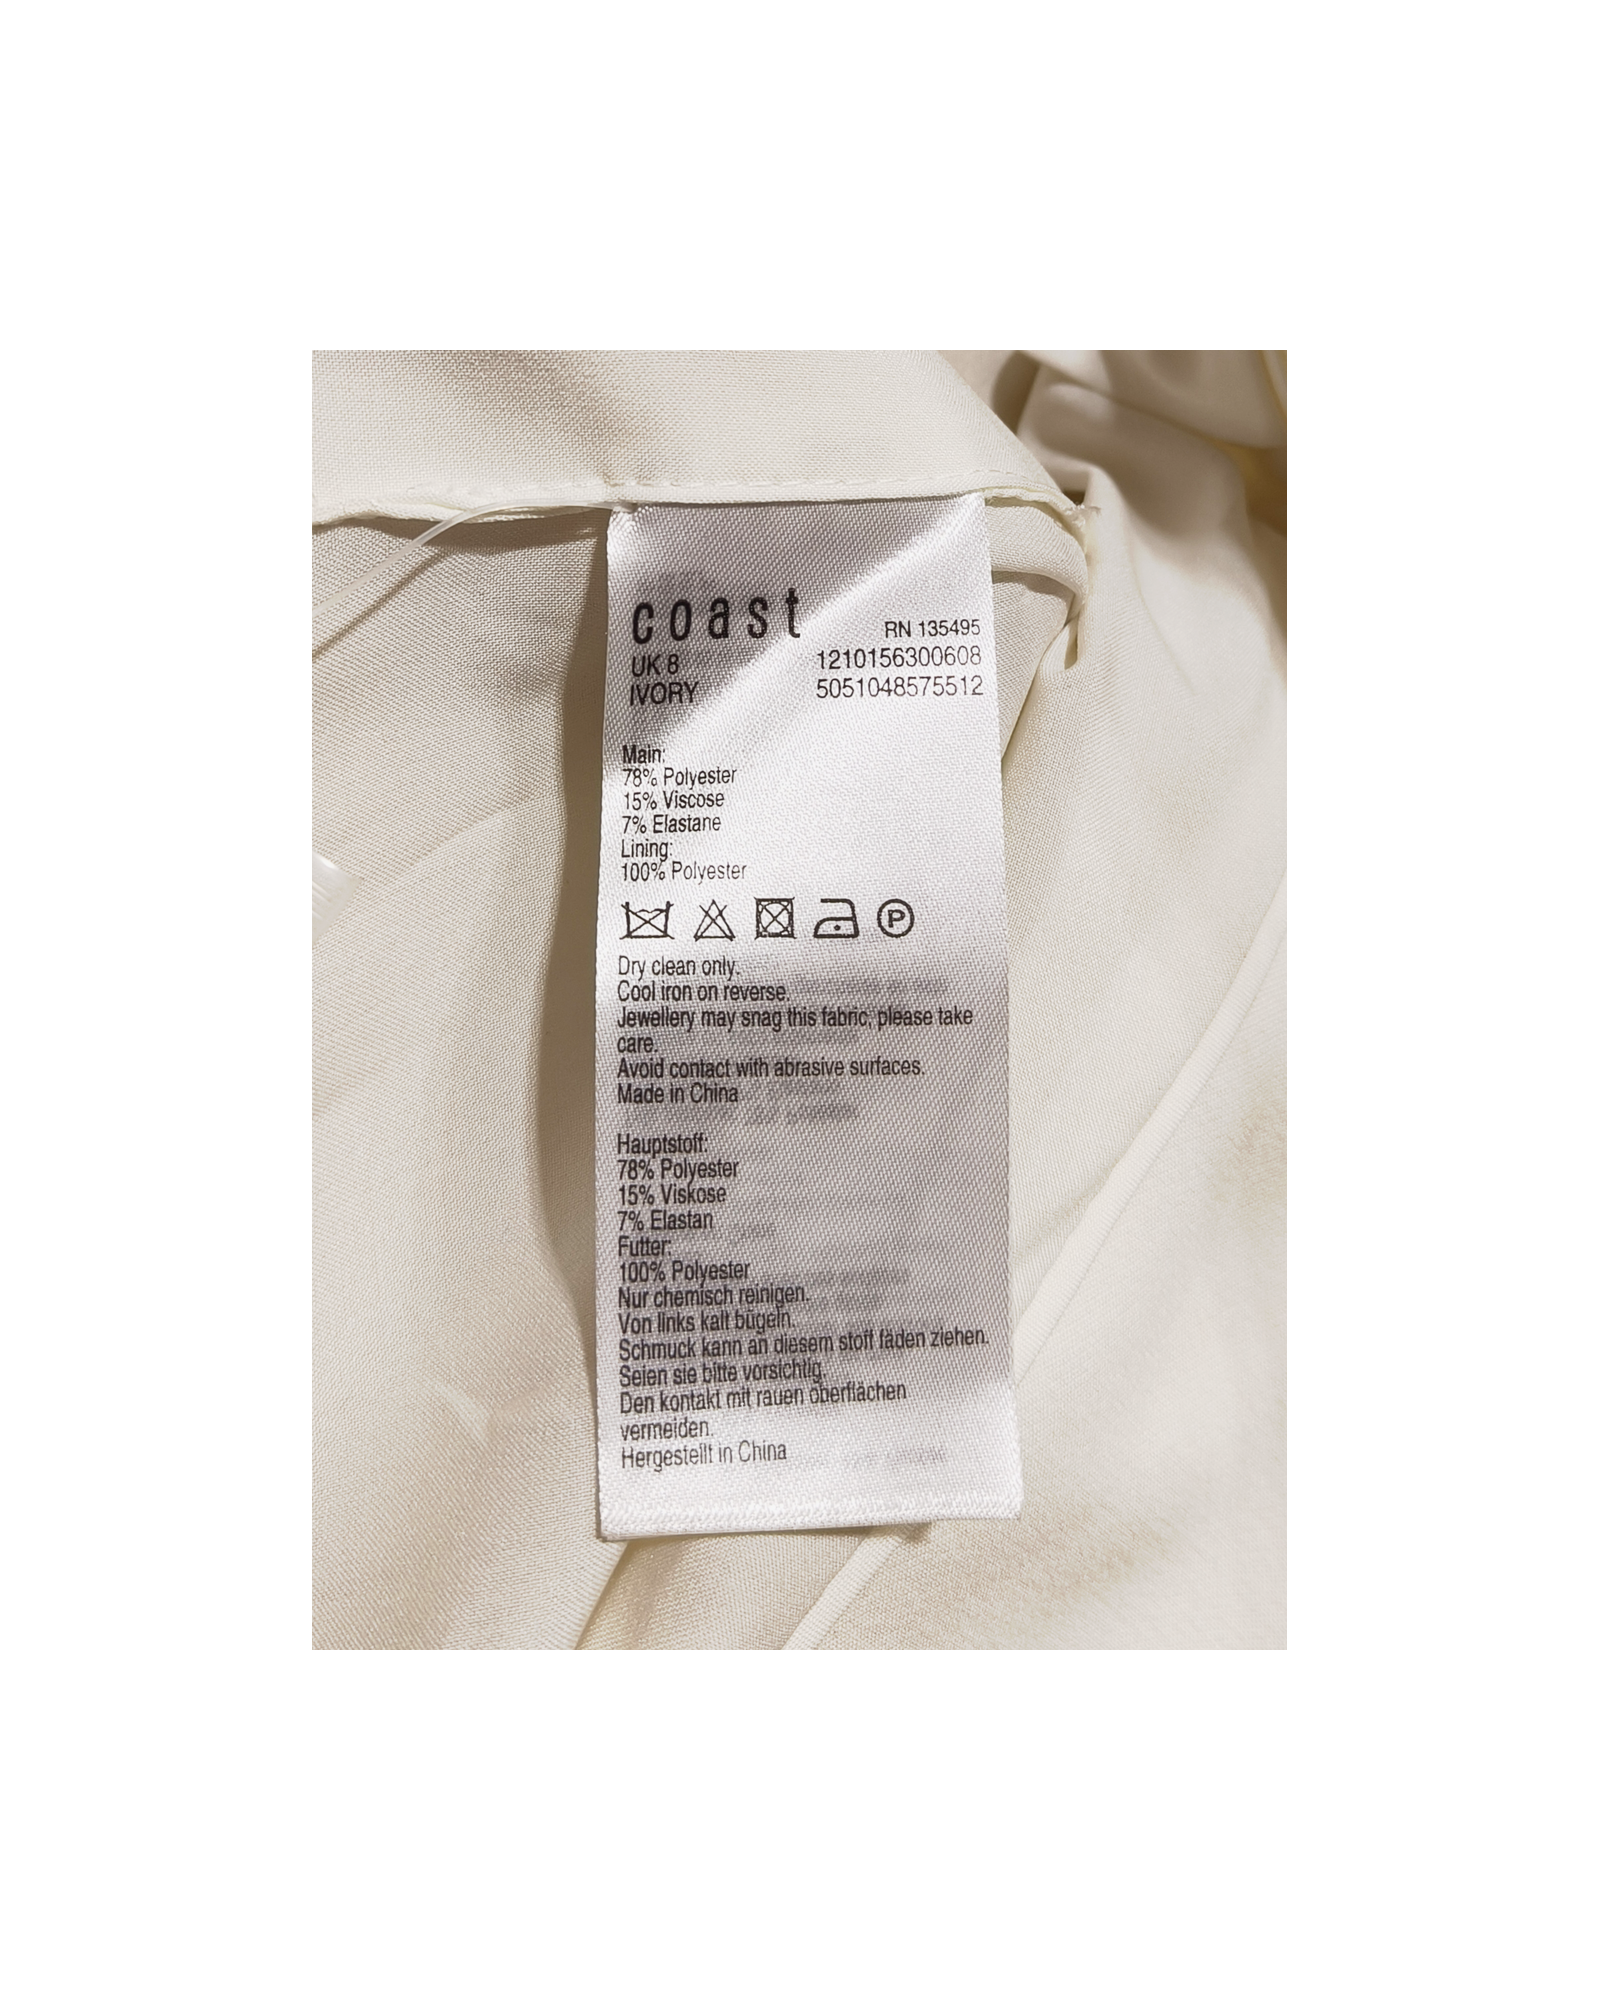 coast
RN 135495
UK 8
1210156300608
IVORY
5051048575512
Main:
78% Polyester
15% Viscose
7% Elastane
Lining:
100% Polyester
P
Dry clean only.
Cool iron on reverse.
Jewellery may snag this fabric, please take
care.
Avoid contact with abrasive surfaces.
Made in China
Hauptstoff:
78% Polyester
15% Viskose
7% Elastan
Futter:
100% Polyester
Nur chemisch reinigen.
Von links kalt bügeln.
Schmuck kann an diesem stoff fäden ziehen.
Seien sie bitte vorsichtig.
Den kontakt mit rauen oberflächen
vermeiden.
Hergestellt in China